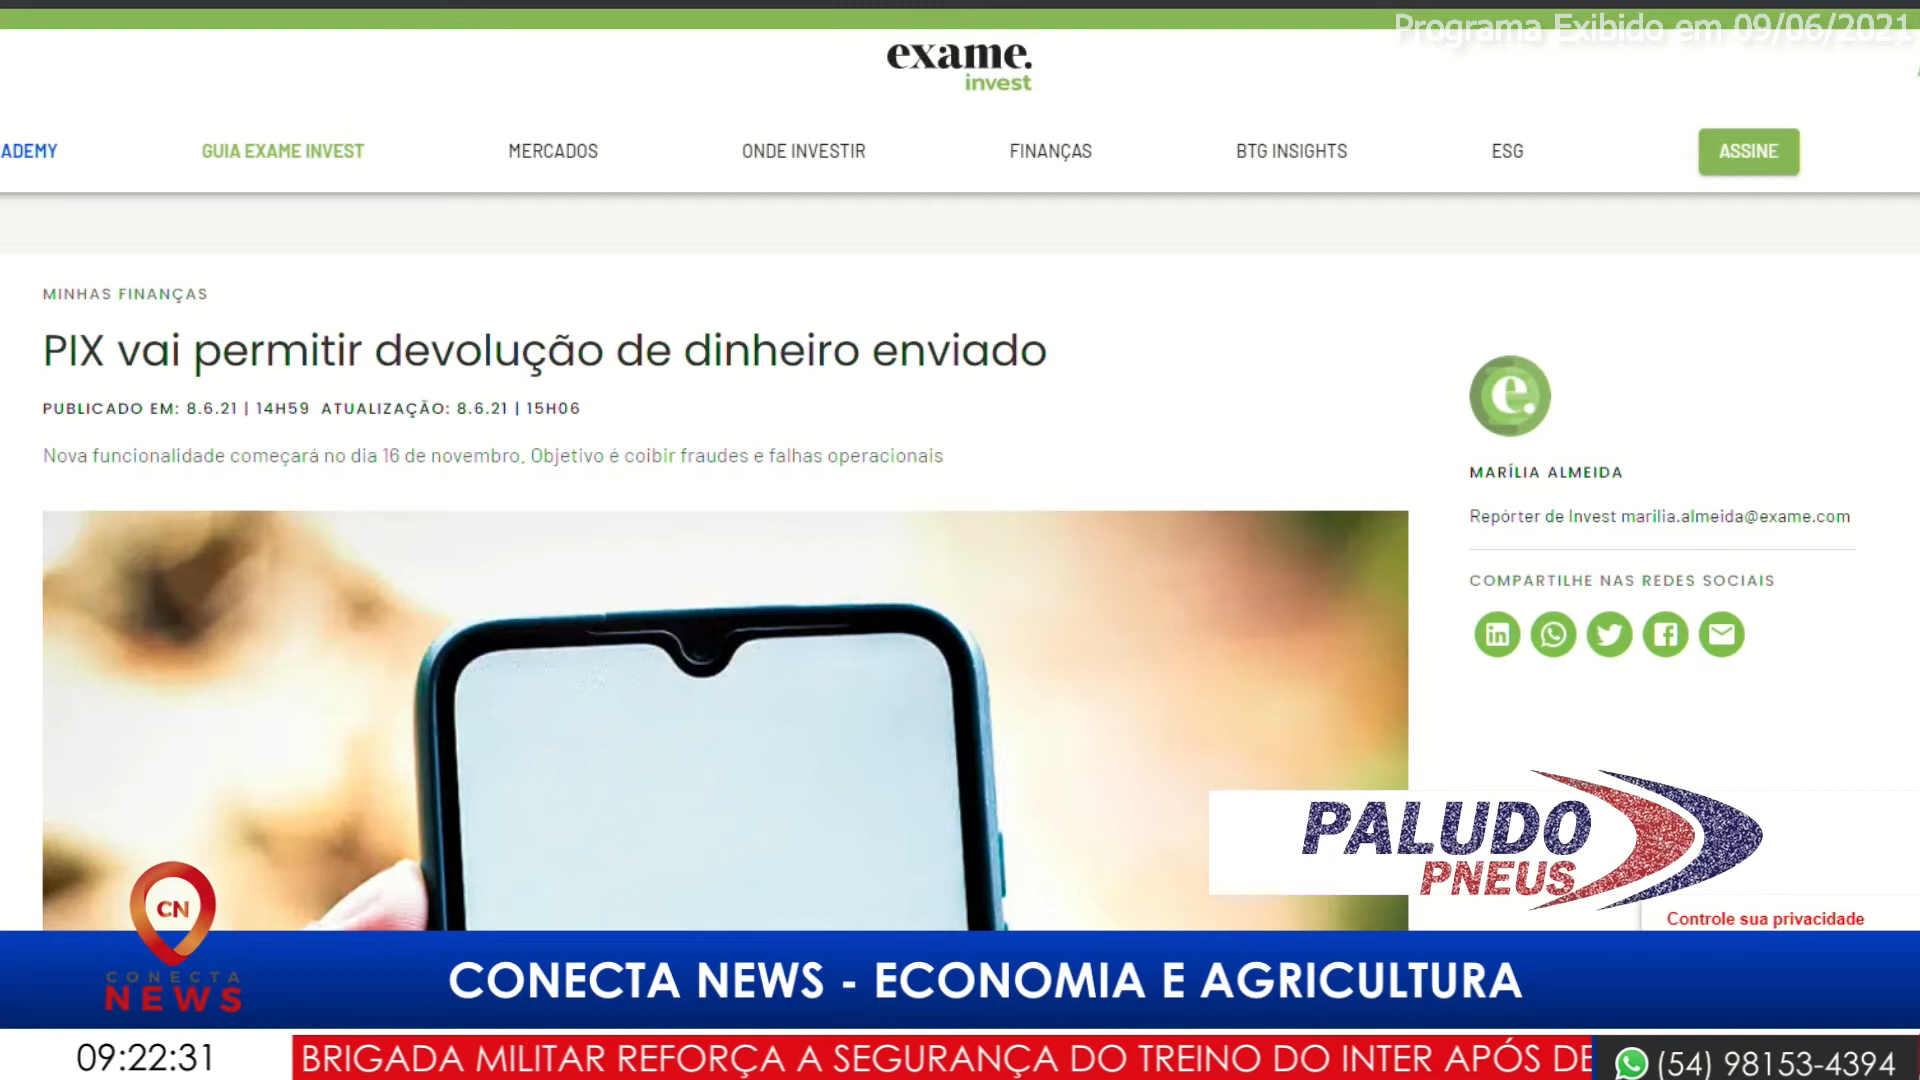 Programa Exibido em 09/06/2021
exame.
invest
ADEMY
GUIA EXAME INVEST
MERCADOS
ONDE INVESTIR
FINANÇAS
BTG INSIGHTS
ESG
ASSINE
MINHAS FINANÇAS
PIX vai permitir devolução de dinheiro enviado
PUBLICADO EM: 8.6.21 | 14H59 ATUALIZAÇÃO: 8.6.21 | 15H06
Nova funcionalidade começará no dia 16 de novembro. Objetivo é coibir fraudes e falhas operacionais
e.
MARÍLIA ALMEIDA
Repórter de Invest marilia.almeida@exame.com
COMPARTILHE NAS REDES SOCIAIS
PALUDO
PNEUS
Controle sua privacidade
CN
CONECTA
NEWS
CONECTA NEWS - ECONOMIA E AGRICULTURA
09:22:31
BRIGADA MILITAR REFORÇA A SEGURANÇA DO TREINO DO INTER APÓS DE
(54) 98153-4394